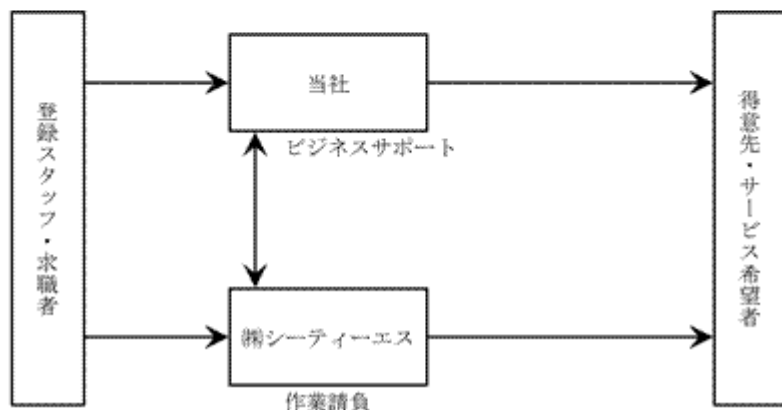 登録スタッフ・求職者
当社
ビジネスサポート
㈱シーティーエス
作業請負
得意先・サービス希望者